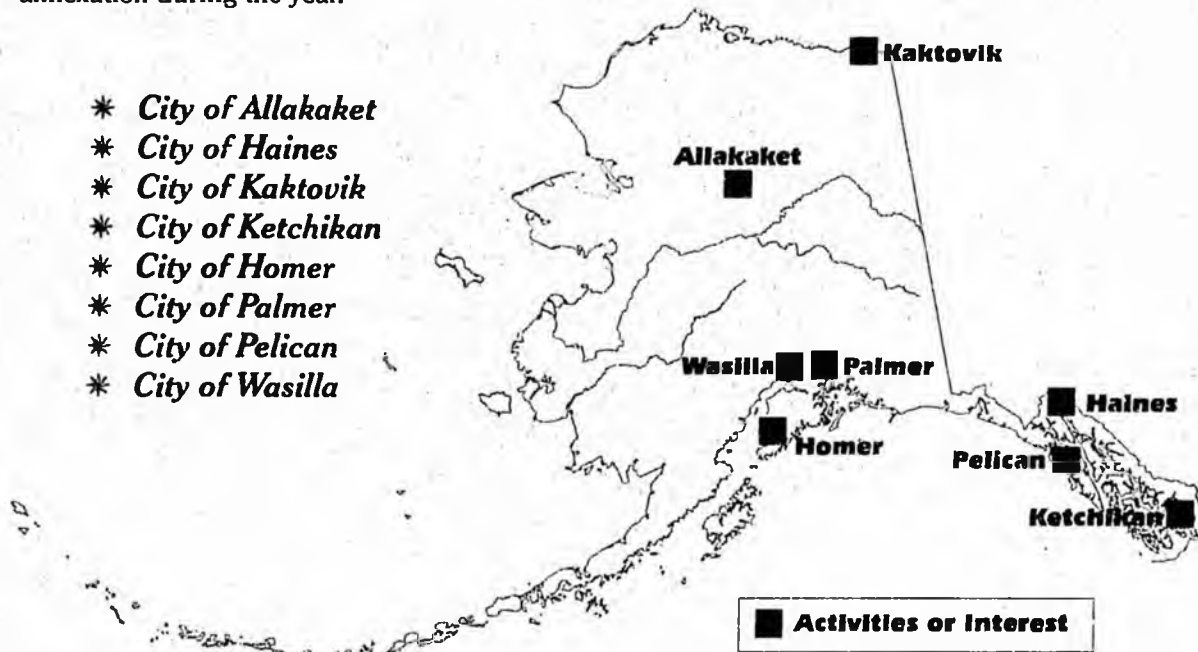 annexation during the year.
* City of Allakaket
* City of Haines
* City of Kaktovik
* City of Ketchikan
* City of Homer
* City of Palmer
* City of Pelican
* City of Wasilla
Kaktovik
Allakaket
Wasilla
Palmer
Homer
Haines
Pelican
Ketchikan
Activities or Interest